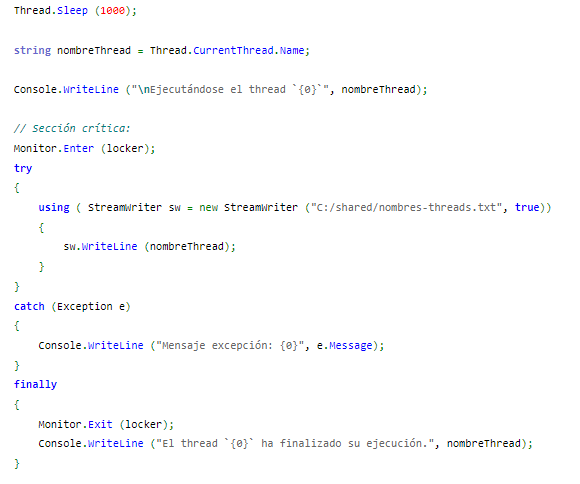 Thread.Sleep (1000);
string nombreThread = Thread.CurrentThread.Name;
Console.WriteLine ("\nEjecutándose el thread `{0}`", nombreThread);
// Sección crítica:
Monitor.Enter (locker);
try
{
using ( StreamWriter sw = new StreamWriter ("C:/shared/nombres-threads.txt", true))
{
sw.WriteLine (nombreThread);
}
}
catch (Exception e)
{
Console.WriteLine ("Mensaje excepción: {0}", e.Message);
}
finally
{
Monitor.Exit (locker);
Console.WriteLine ("El thread `{0}` ha finalizado su ejecución.", nombreThread);
}